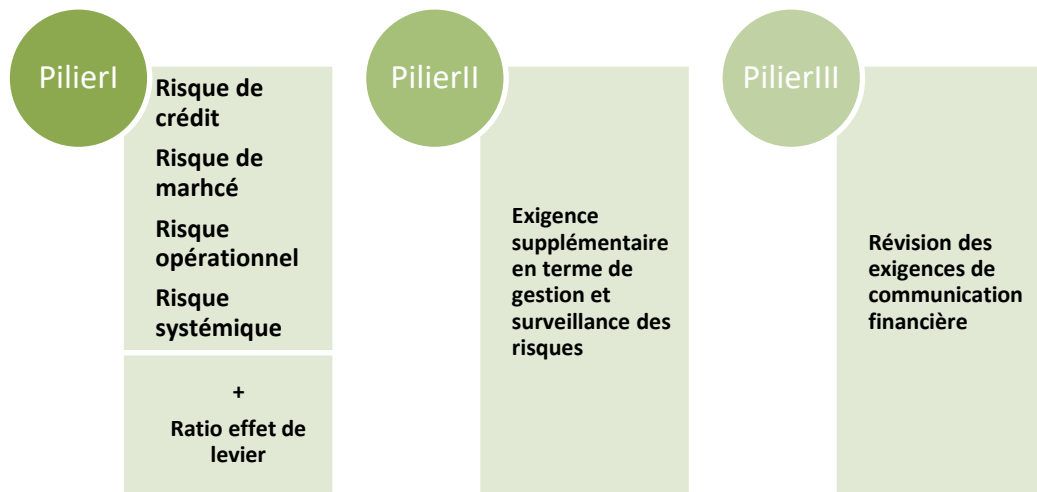 PilierI
Risque de
crédit
Risque de
marhcé
Risque
opérationnel
Risque
systémique
+
Ratio effet de
levier
PilierII
Exigence
supplémentaire
en terme de
gestion et
surveillance des
risques
PilierIII
Révision des
exigences de
communication
financière